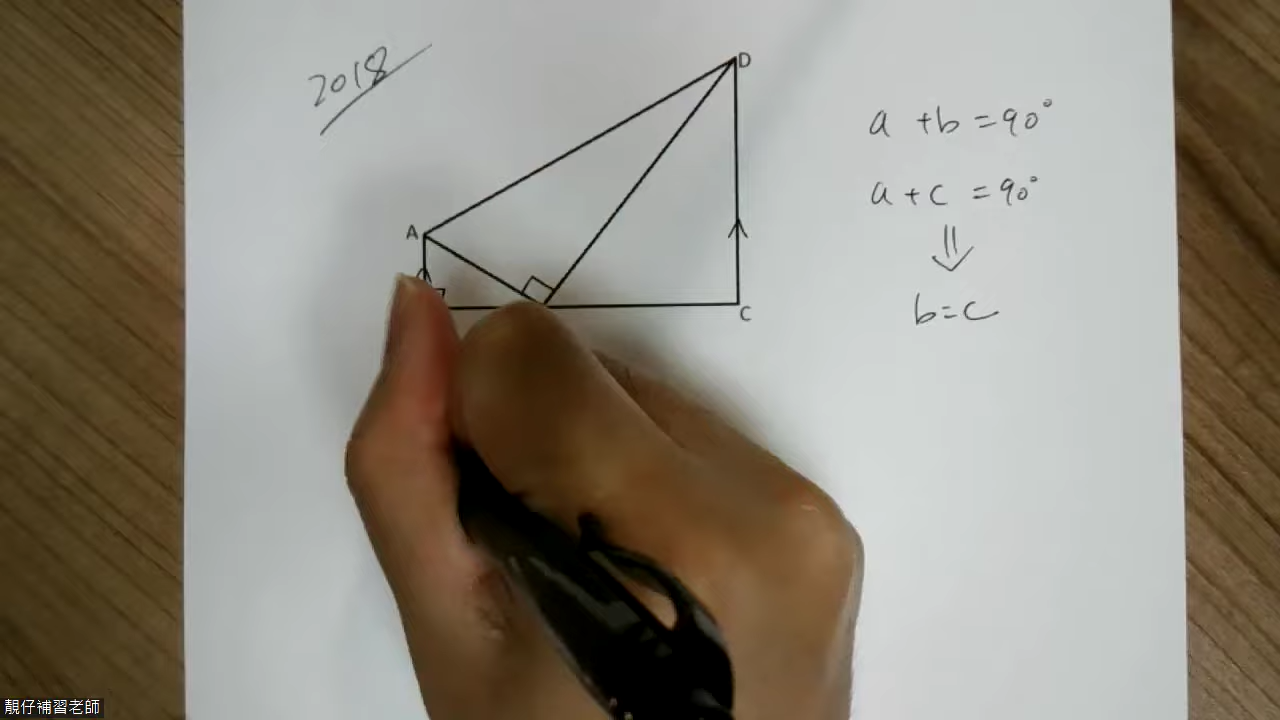 2018
D
A
C
a + b = 90°
a + c = 90°
⇓
b = c
靚仔補習老師